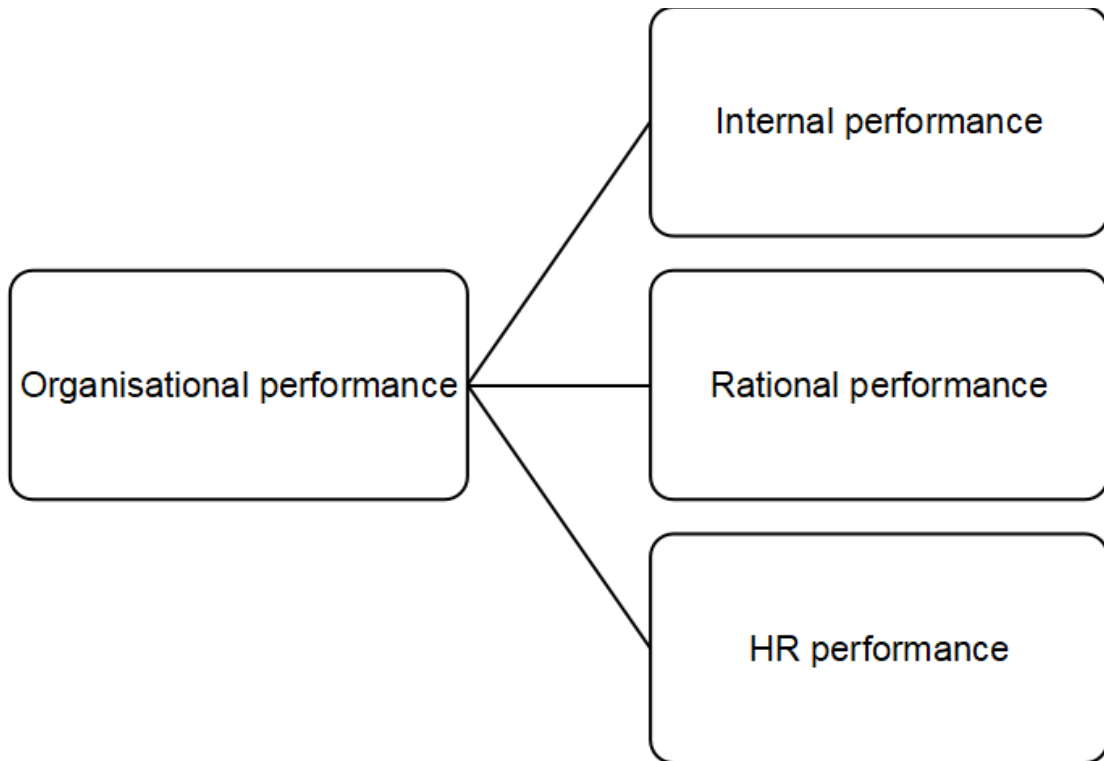 Internal performance
Organisational performance
Rational performance
HR performance